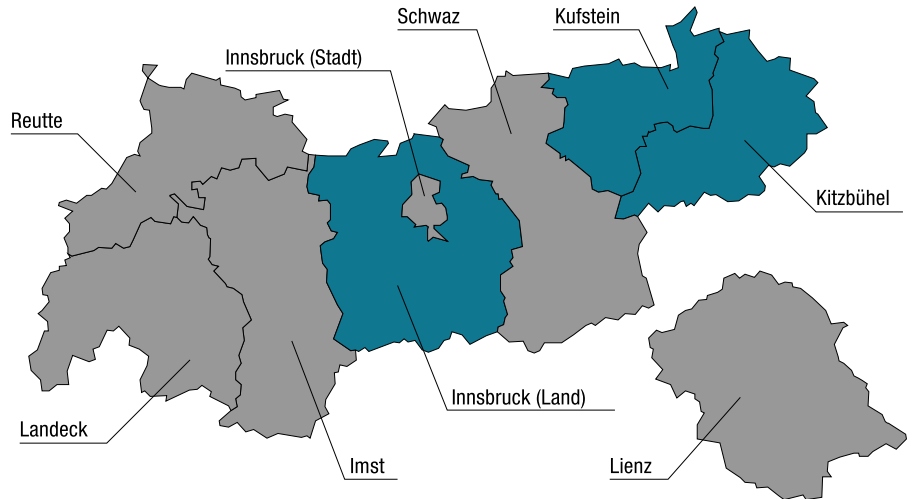 Schwaz
Kufstein
Innsbruck (Stadt)
Reutte
Kitzbühel
Innsbruck (Land)
Landeck
Imst
Lienz